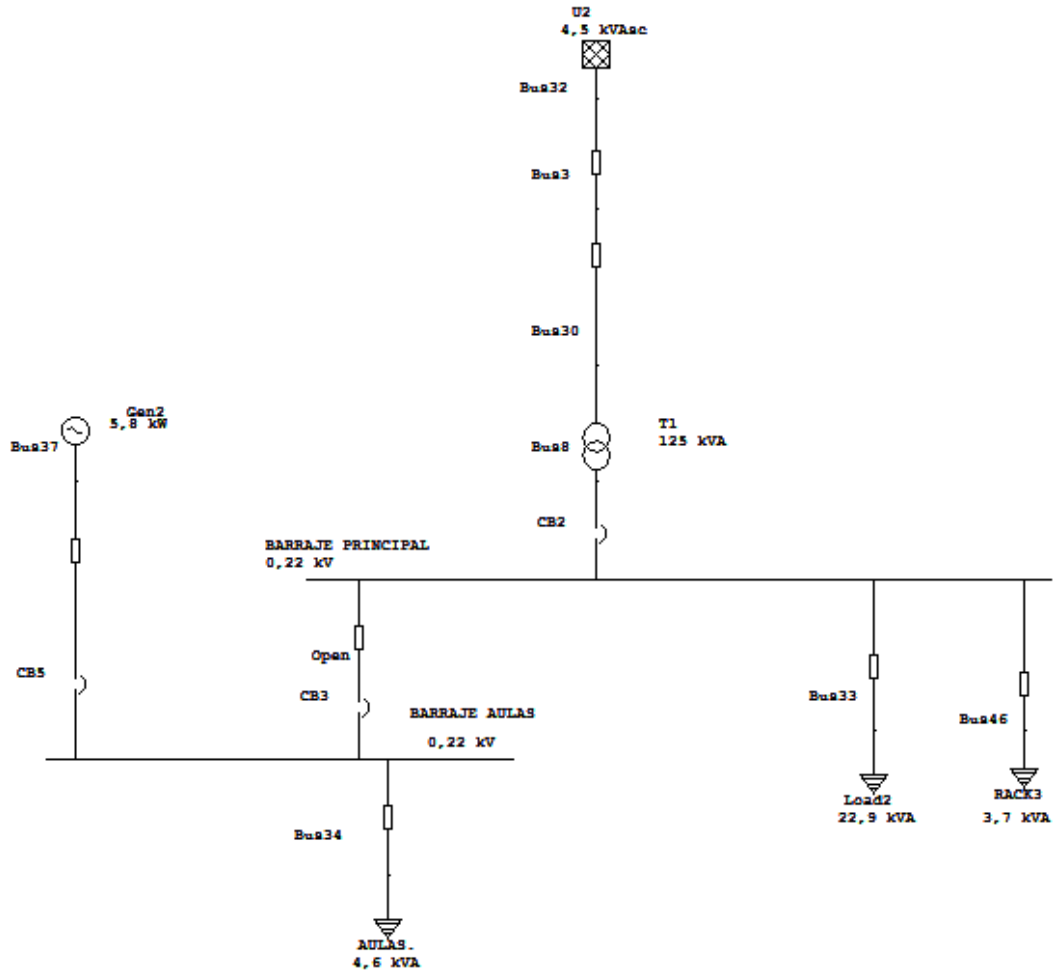 U2
4,5 kVAsc
Bus32
Bus3
Bus30
Gen2
5,8 kW
Bus37
T1
125 kVA
Bus8
CB2
BARRAJE PRINCIPAL
0,22 kV
Open
CB5
CB3
Bus33
BARRAJE AULAS
Bus46
0,22 kV
Load2
22,9 kVA
RACK3
3,7 kVA
Bus34
AULAS.
4,6 kVA